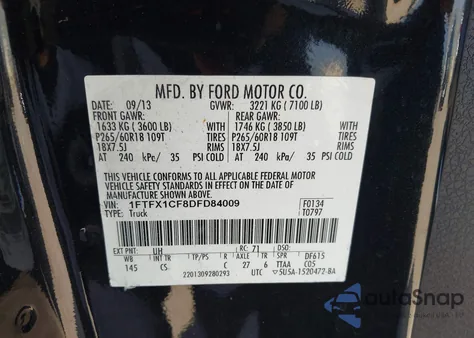 MFD. BY FORD MOTOR CO.
DATE: 09/13 GVWR: 3221 KG ( 7100 LB)
FRONT GAWR: REAR GAWR:
1633 KG ( 3600 LB) WITH 1746 KG ( 3850 LB) WITH
P265/60R18 109T TIRES P265/60R18 109T TIRES
18X7.5J RIMS 18X7.5J RIMS
AT 240 kPa/ 35 PSI COLD AT 240 kPa/ 35 PSI COLD
THIS VEHICLE CONFORMS TO ALL APPLICABLE FEDERAL MOTOR
VEHICLE SAFETY AND THEFT PREVENTION STANDARDS IN EFFECT ON THE DATE OF
MANUFACTURE SHOWN ABOVE.
VIN: 1FTFX1CF8DFD84009 F0134
TYPE: Truck T0797
EXT PNT: UH RC: 71 DSO:
WB INT TR R AXLE TR SPR DF615
145 CS C 27 6 TTAA C05
2201309280293 UTC 5U5A-1520472-BA
AutoSnap